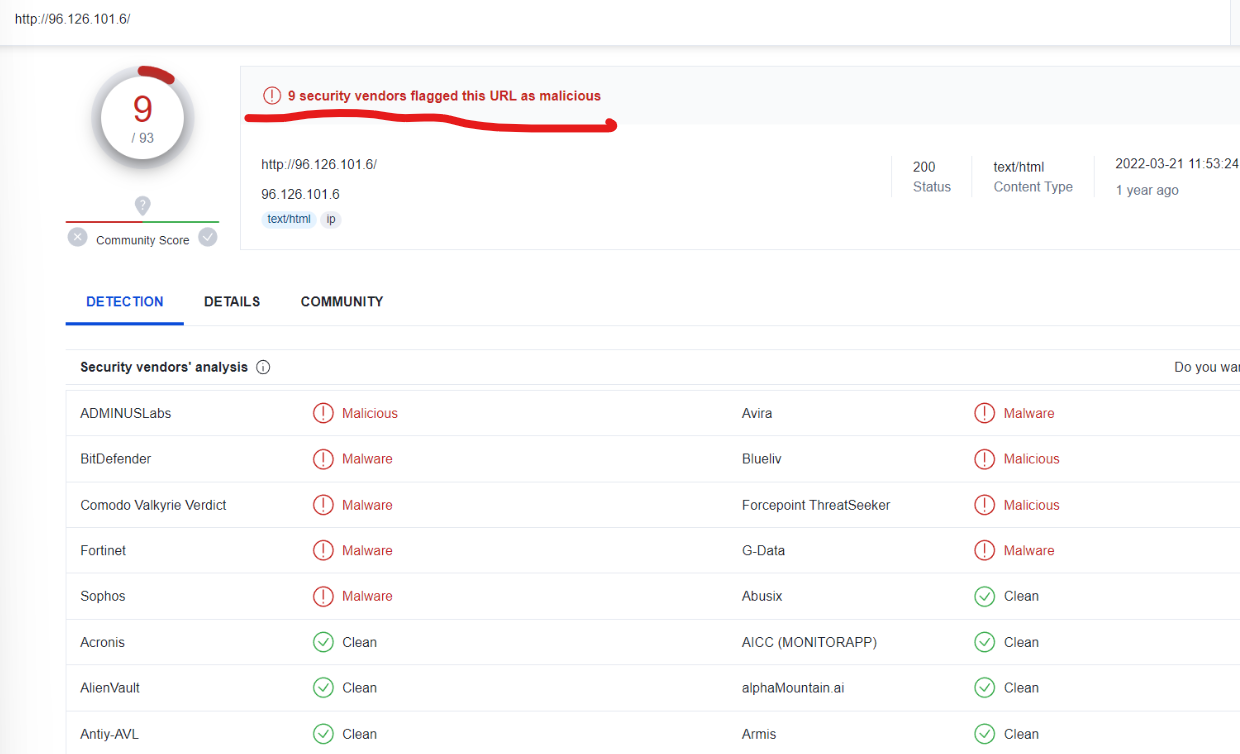 http://96.126.101.6/
9
/ 93
Community Score
9 security vendors flagged this URL as malicious
http://96.126.101.6/
96.126.101.6
text/html ip
200
Status
text/html
Content Type
2022-03-21 11:53:24
1 year ago
DETECTION DETAILS COMMUNITY
Security vendors' analysis Do you
ADMINUSLabs Malicious Avira Malware
BitDefender Malware Blueliv Malicious
Comodo Valkyrie Verdict Malware Forcepoint ThreatSeeker Malicious
Fortinet Malware G-Data Malware
Sophos Malware Abusix Clean
Acronis Clean AICC (MONITORAPP) Clean
AlienVault Clean alphaMountain.ai Clean
Antiy-AVL Clean Armis Clean